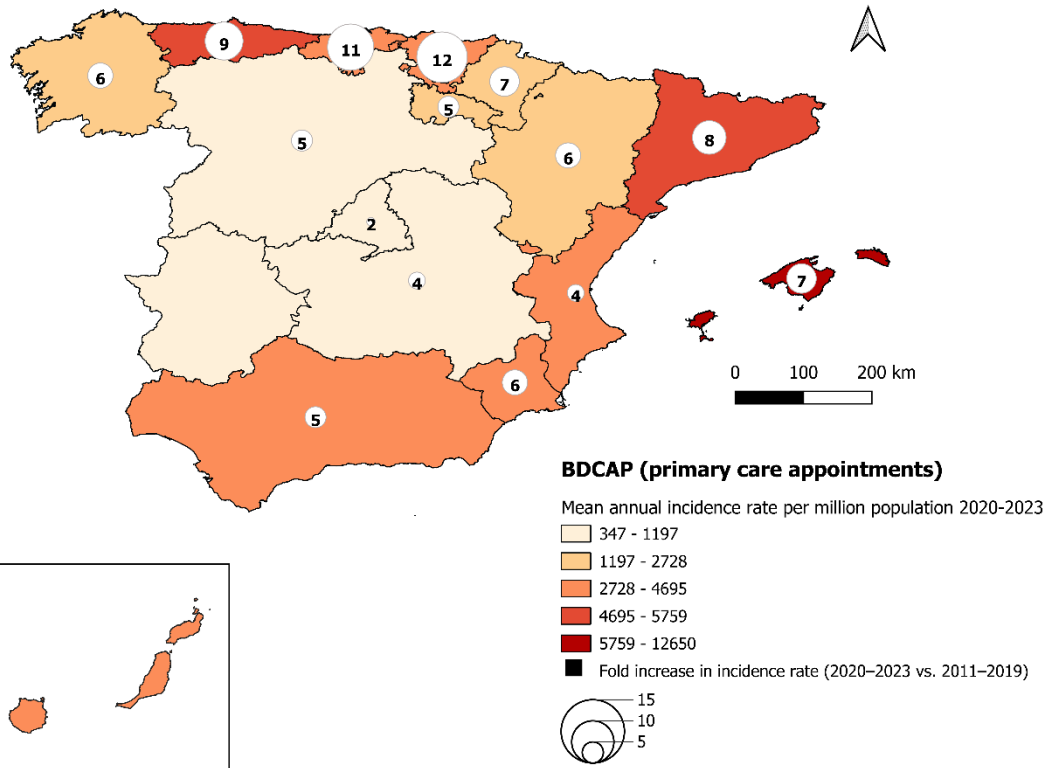 9
11
12
6
7
5
8
5
6
2
4
7
4
6
5
0 100 200 km
BDCAP (primary care appointments)
Mean annual incidence rate per million population 2020-2023
347 - 1197
1197 - 2728
2728 - 4695
4695 - 5759
5759 - 12650
Fold increase in incidence rate (2020–2023 vs. 2011–2019)
15
10
5